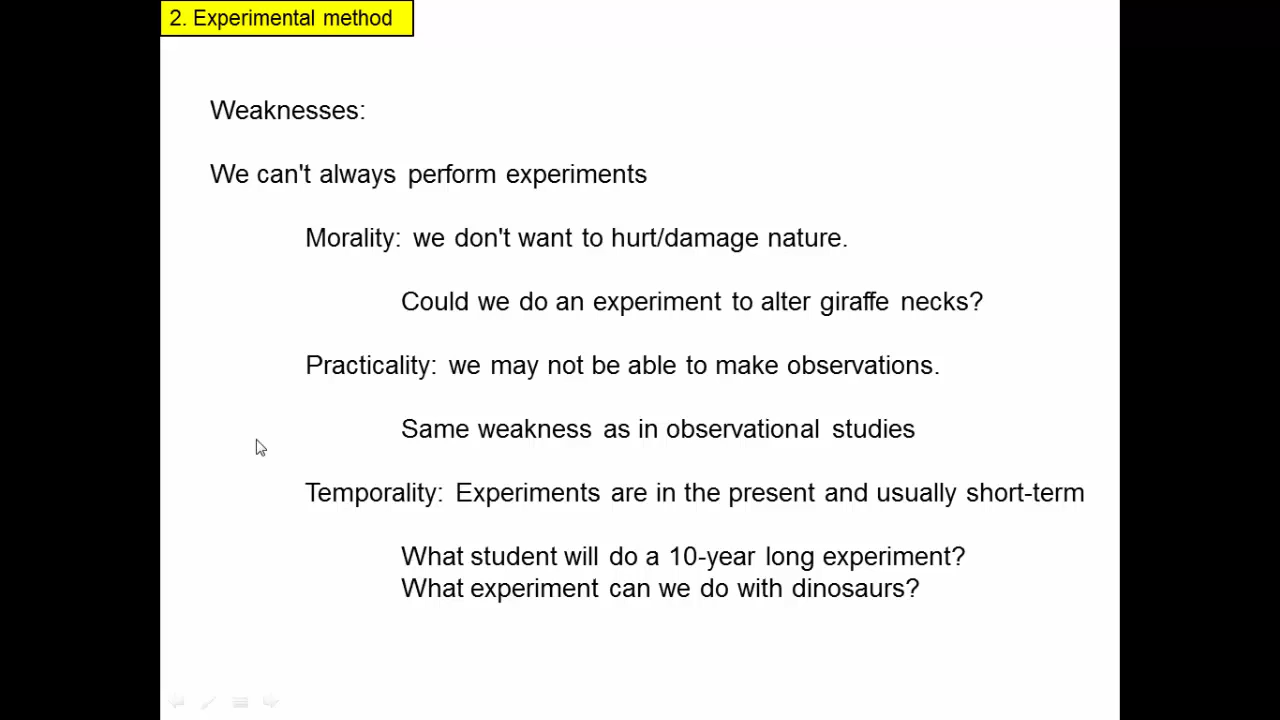 2. Experimental method
Weaknesses:
We can't always perform experiments
Morality: we don't want to hurt/damage nature.
Could we do an experiment to alter giraffe necks?
Practicality: we may not be able to make observations.
Same weakness as in observational studies
Temporality: Experiments are in the present and usually short-term
What student will do a 10-year long experiment?
What experiment can we do with dinosaurs?